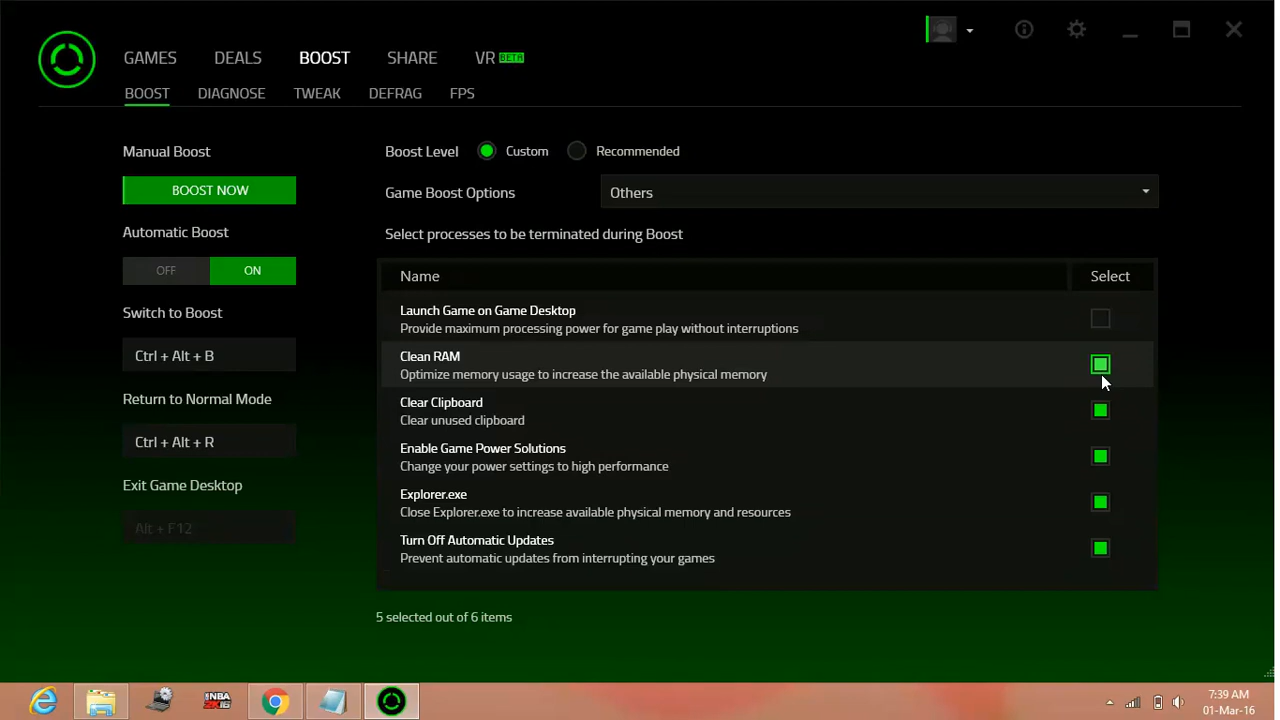 GAMES DEALS BOOST SHARE VR BETA
BOOST DIAGNOSE TWEAK DEFRAG FPS
Manual Boost
BOOST NOW
Automatic Boost
OFF ON
Switch to Boost
Ctrl + Alt + B
Return to Normal Mode
Ctrl + Alt + R
Exit Game Desktop
Alt + F12
Boost Level Custom Recommended
Game Boost Options Others
Select processes to be terminated during Boost
Name Select
Launch Game on Game Desktop
Provide maximum processing power for game play without interruptions
Clean RAM
Optimize memory usage to increase the available physical memory
Clear Clipboard
Clear unused clipboard
Enable Game Power Solutions
Change your power settings to high performance
Explorer.exe
Close Explorer.exe to increase available physical memory and resources
Turn Off Automatic Updates
Prevent automatic updates from interrupting your games
5 selected out of 6 items
NBA
2K16
7:39 AM
01-Mar-16